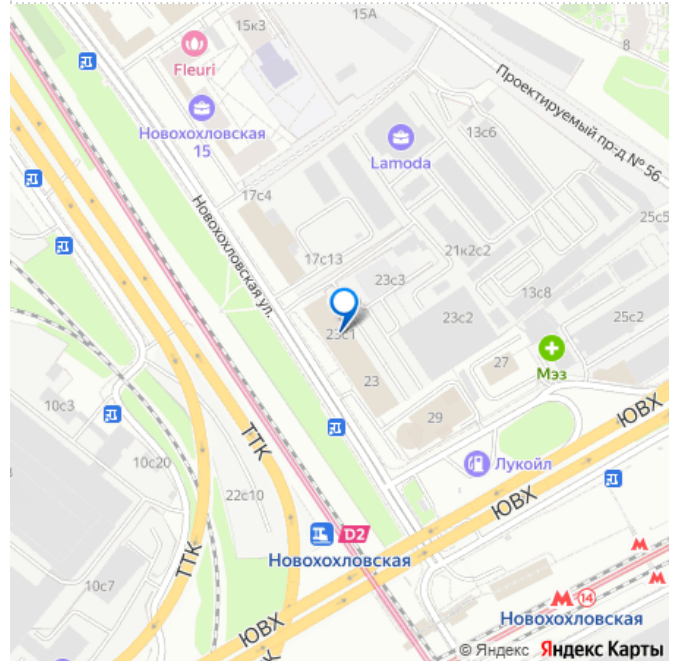 15к3
15А
8
Fleuri
Проектируемый пр-д № 56
Новохохловская
15
Lamoda
13с6
17с4
25с5
Новохохловская ул.
17с13
21к2с2
23с3
13с8
23с1
23с2
25с2
27
Мэз
23
10с3
29
ЮВХ
ТТК
Лукойл
10с20
22с10
ЮВХ
D2
Новохохловская
ТТК
10с7
14
Новохохловская
ЮВХ
© Яндекс Яндекс Карты